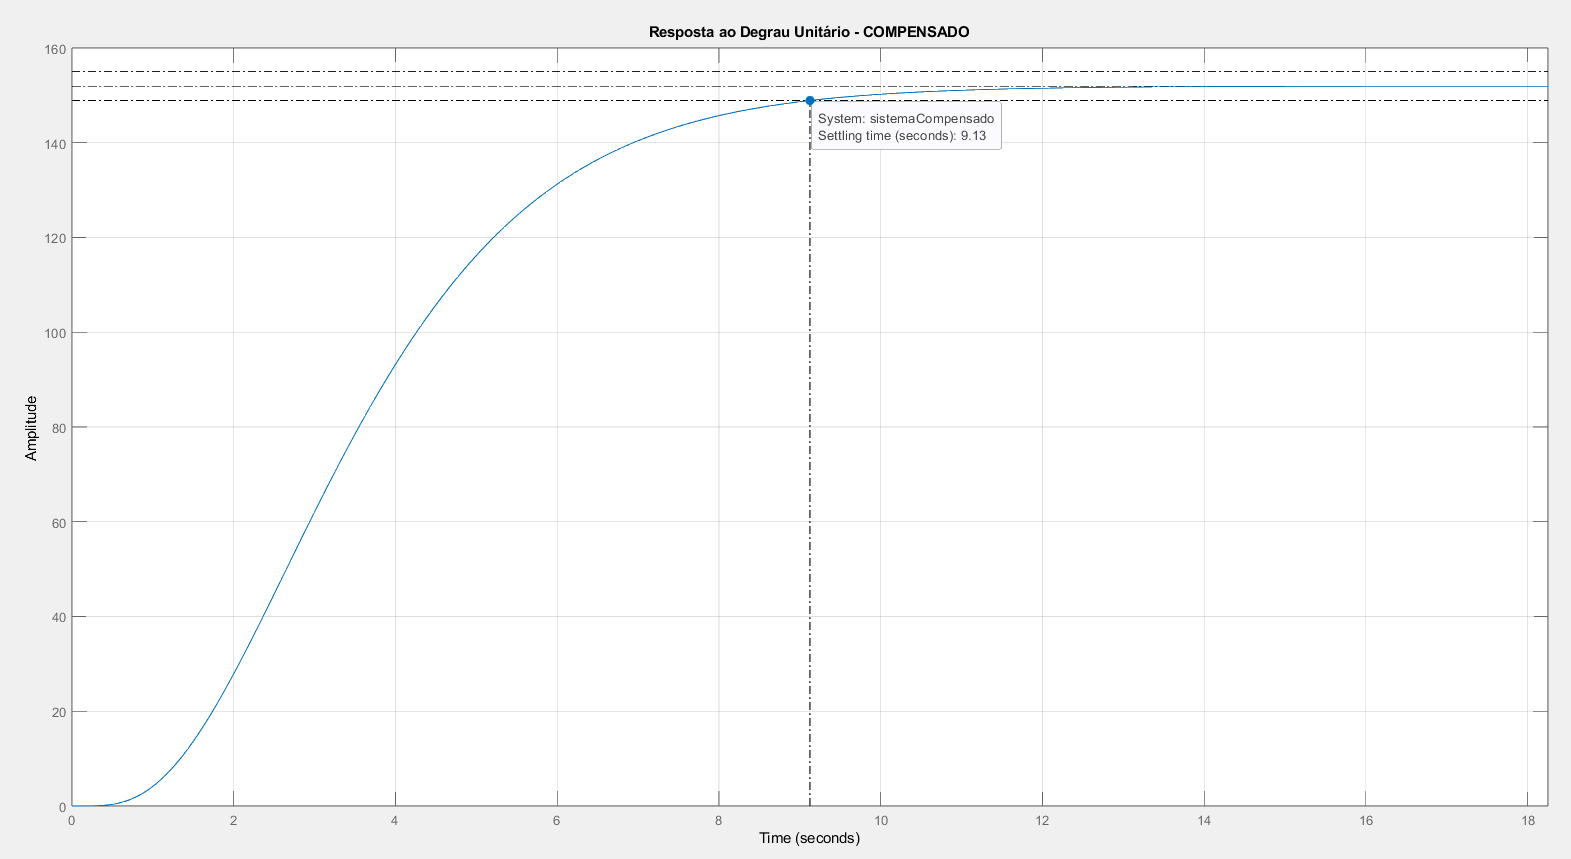 Resposta ao Degrau Unitário - COMPENSADO
160
140
120
100
80
60
40
20
0
Amplitude
System: sistemaCompensado
Settling time (seconds): 9.13
0 2 4 6 8 10 12 14 16 18
Time (seconds)